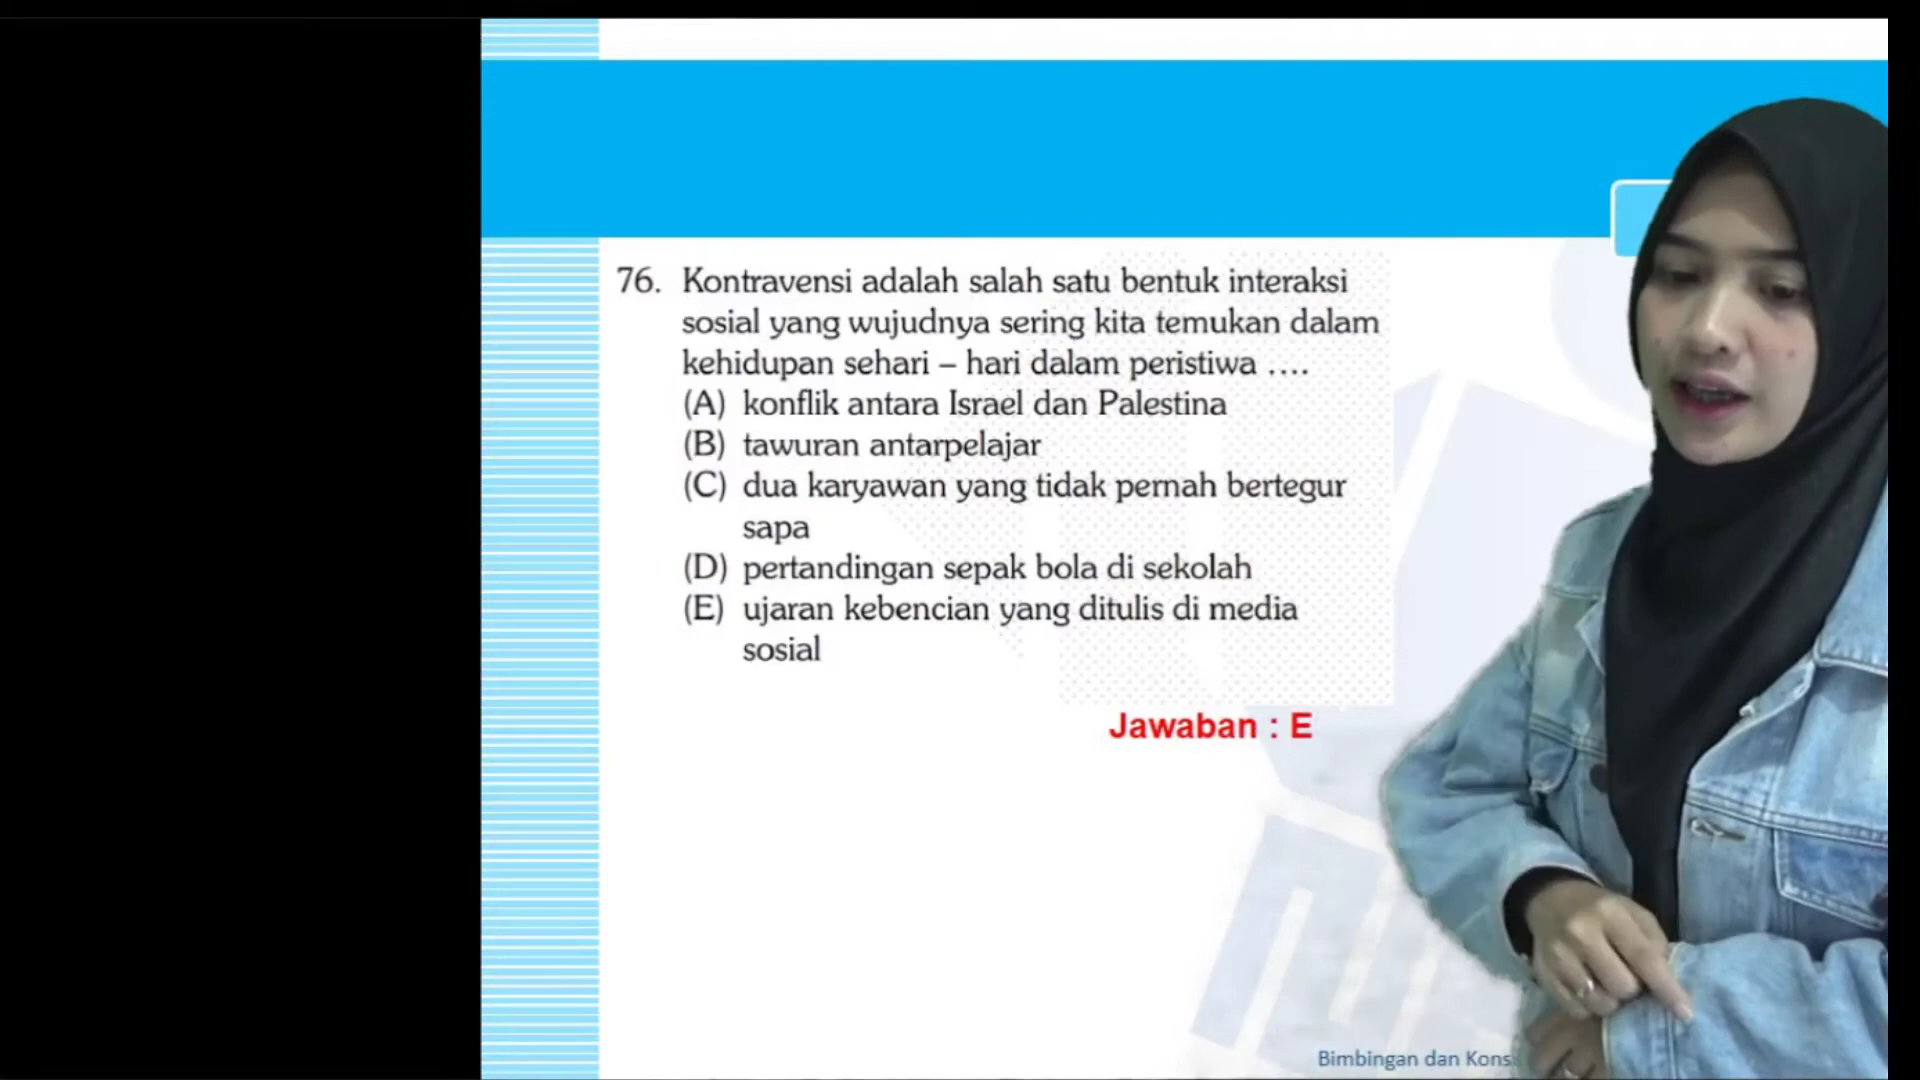 76. Kontravensi adalah salah satu bentuk interaksi
sosial yang wujudnya sering kita temukan dalam
kehidupan sehari – hari dalam peristiwa ....
(A) konflik antara Israel dan Palestina
(B) tawuran antarpelajar
(C) dua karyawan yang tidak pernah bertegur
sapa
(D) pertandingan sepak bola di sekolah
(E) ujaran kebencian yang ditulis di media
sosial
Jawaban : E
Bimbingan dan